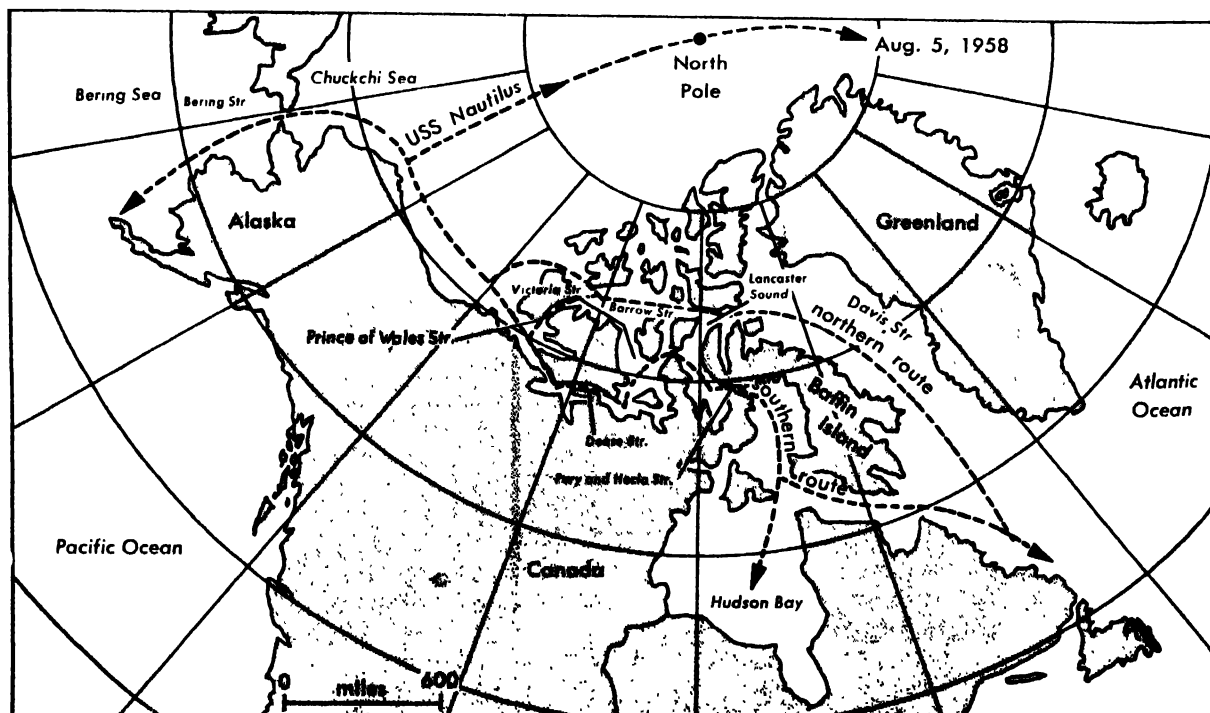 Aug. 5, 1958
North
Pole
Chuckchi Sea
Bering Sea
Bering Str
USS Nautilus
Alaska
Greenland
Lancaster
Sound
Victoria Str
Barrow Str
Davis Str
northern route
Prince of Wales Str.
Atlantic
Ocean
Baffin
Island
southern
route
Dease Str.
Pury and Hecla Str.
Pacific Ocean
Canada
Hudson Bay
0 miles 600